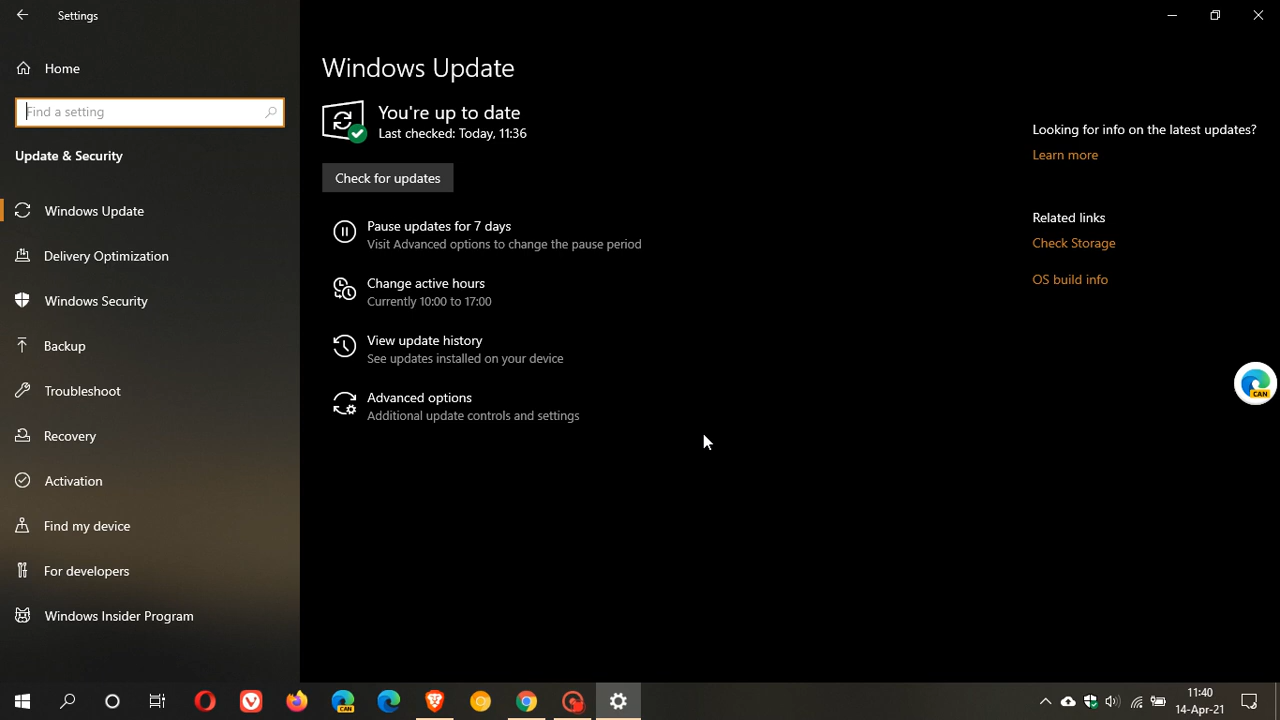 Settings
Home
Find a setting
Update & Security
Windows Update
Delivery Optimization
Windows Security
Backup
Troubleshoot
Recovery
Activation
Find my device
For developers
Windows Insider Program
Windows Update
You're up to date
Last checked: Today, 11:36
Check for updates
Pause updates for 7 days
Visit Advanced options to change the pause period
Change active hours
Currently 10:00 to 17:00
View update history
See updates installed on your device
Advanced options
Additional update controls and settings
Looking for info on the latest updates?
Learn more
Related links
Check Storage
OS build info
CAN
CAN
11:40
14-Apr-21